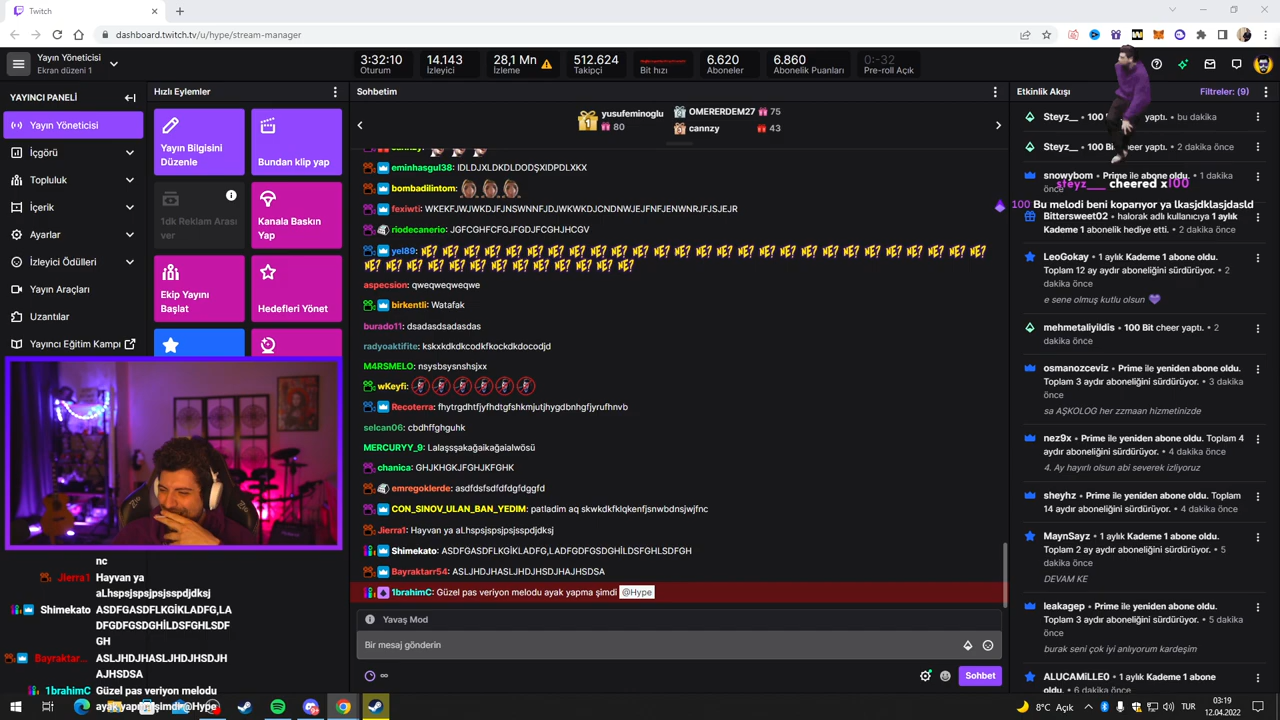 Twitch
dashboard.twitch.tv/u/hype/stream-manager
Yayın Yöneticisi
Ekran düzeni 1
3:32:10
Oturum
14.143
İzleyici
28,1 Mn
İzleme
512.624
Takipçi
Bit hızı
6.620
Aboneler
6.860
Abonelik Puanları
0:-32
Pre-roll Açık
YAYINCI PANELİ
Yayın Yöneticisi
İçgörü
Topluluk
İçerik
Ayarlar
İzleyici Ödülleri
Yayın Araçları
Uzantılar
Yayıncı Eğitim Kampı
Hızlı Eylemler
Yayın Bilgisini
Düzenle
Bundan klip yap
1dk Reklam Arası
ver
Kanala Baskın
Yap
Ekip Yayını
Başlat
Hedefleri Yönet
nc
Jierra1 Hayvan ya
aLhspsjspsjpsjsspdjdksj
Shimekato ASDFGASDFLKGİKLADFG,LA
DFGDFGSDGHİLDSFGHLSDF
GH
Bayraktar... ASLJHDJHASLJHDJHSDJH
AJHSDSA
1brahimC Güzel pas veriyon melodu
ayak yapma şimdi @Hype
Sohbetim
1
yusufeminoglu
80
OMERERDEM27 75
cannzy 43
eminhasgul38: IDLDJXLDKDLDODŞXIDPDLJXX
bombadilintom:
fexiwti: WKEKFJWJWKDJFJNSWNNFJDJWKWKDJCNDNWJEJFNFJENWNRJFJSJEJR
riodecanerio: JGFCGHFCFGJFGDJFCGHJHCGV
yel89: NE? NE? NE? NE? NE? NE? NE? NE? NE? NE? NE? NE? NE? NE? NE? NE? NE? NE? NE? NE? NE? NE? NE? NE? NE? NE? NE?
NE? NE? NE? NE? NE? NE? NE? NE? NE? NE?
aspecsion: qweqweqweqwe
birkentli: Watafak
burado11: dsadasdsadasdas
radyoaktifite: kskxkdkdkcodkfkockdkdocodjd
M4RSMELO: nsysbsysnshsjxx
wKeyfi:
Recoterra: fhytrgdhtfjyfhdtgfshkmjutjhygdbnhgfjyrufhnvb
selcan06: cbdhffghguhk
MERCURYY_9: Lalaşsşakağaikağaialwösü
chanica: GHJKHGKJFGHJKFGHK
emregoklerde: asdfdsfsdfdfdgfdggfd
CON_SINOV_ULAN_BAN_YEDIM: patladim aq skwkdkfklqkenfjsnwbdnsjwjfnc
Jierra1: Hayvan ya aLhspsjspsjpsjsspdjdksj
Shimekato: ASDFGASDFLKGİKLADFG,LADFGDFGSDGHİLDSFGHLSDFGH
Bayraktarr54: ASLJHDJHASLJHDJHSDJHAJHSDSA
1brahimC: Güzel pas veriyon melodu ayak yapma şimdi @Hype
Yavaş Mod
Bir mesaj gönderin
Sohbet
Etkinlik Akışı
Filtreler: (9)
Steyz__ • 100 yaptı. • bu dakika
Steyz__ • 100 Bit cheer yaptı. • 2 dakika önce
snowybom • Prime ile abone oldu. • 1 dakika
önce
steyz___ cheered x100
100 Bu melodi beni koparıyor ya lkasjdklasjdasld
Bittersweet02 • halorak adlı kullanıcıya 1 aylık
Kademe 1 abonelik hediye etti. • 2 dakika önce
LeoGokay • 1 aylık Kademe 1 abone oldu.
Toplam 12 ay aydır aboneliğini sürdürüyor. • 2
dakika önce
e sene olmuş kutlu olsun
mehmetaliyildis • 100 Bit cheer yaptı. • 2
dakika önce
osmanozceviz • Prime ile yeniden abone oldu.
Toplam 3 aydır aboneliğini sürdürüyor. • 3 dakika
önce
sa AŞKOLOG her zzmaan hizmetinizde
nez9x • Prime ile yeniden abone oldu. Toplam 4
aydır aboneliğini sürdürüyor. • 4 dakika önce
4. Ay hayırlı olsun abi severek izliyoruz
sheyhz • Prime ile yeniden abone oldu. Toplam
14 aydır aboneliğini sürdürüyor. • 4 dakika önce
MaynSayz • 1 aylık Kademe 1 abone oldu.
Toplam 2 ay aydır aboneliğini sürdürüyor. • 5
dakika önce
DEVAM KE
leakagep • Prime ile yeniden abone oldu.
Toplam 3 aydır aboneliğini sürdürüyor. • 5 dakika
önce
burak seni çok iyi anlıyorum kardeşim
ALUCAMiLLE0 • 1 aylık Kademe 1 abone
oldu. • 6 dakika önce
8°C Açık
TUR
03:19
12.04.2022